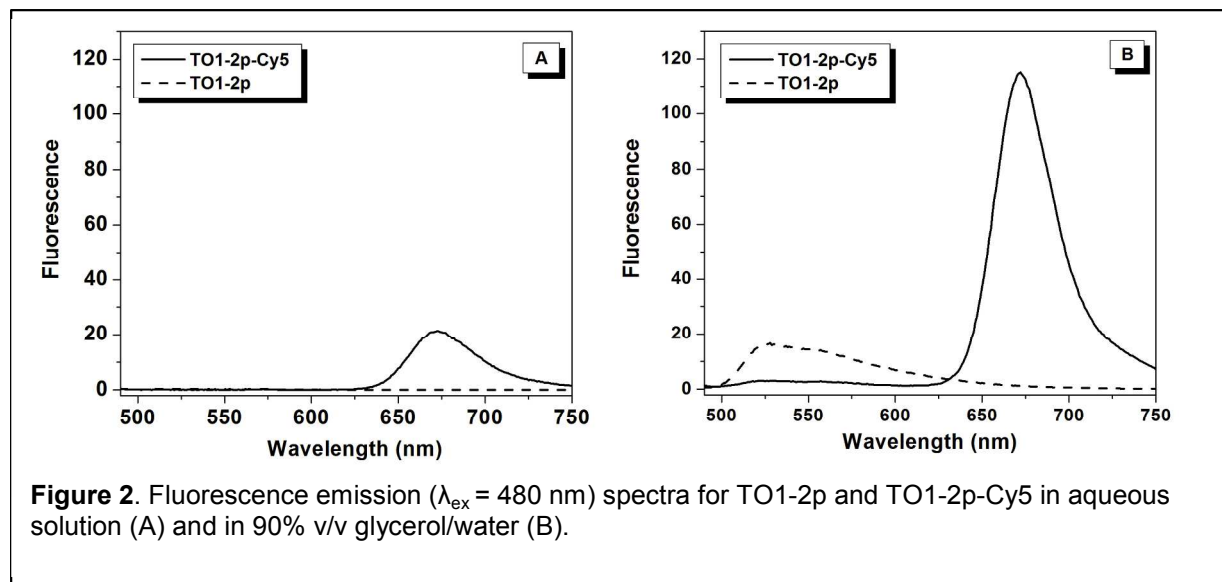 TO1-2p-Cy5
TO1-2p
A
120
100
80
60
40
20
0
Fluorescence
500 550 600 650 700 750
Wavelength (nm)
TO1-2p-Cy5
TO1-2p
B
120
100
80
60
40
20
0
Fluorescence
500 550 600 650 700 750
Wavelength (nm)
Figure 2. Fluorescence emission (λex = 480 nm) spectra for TO1-2p and TO1-2p-Cy5 in aqueous
solution (A) and in 90% v/v glycerol/water (B).